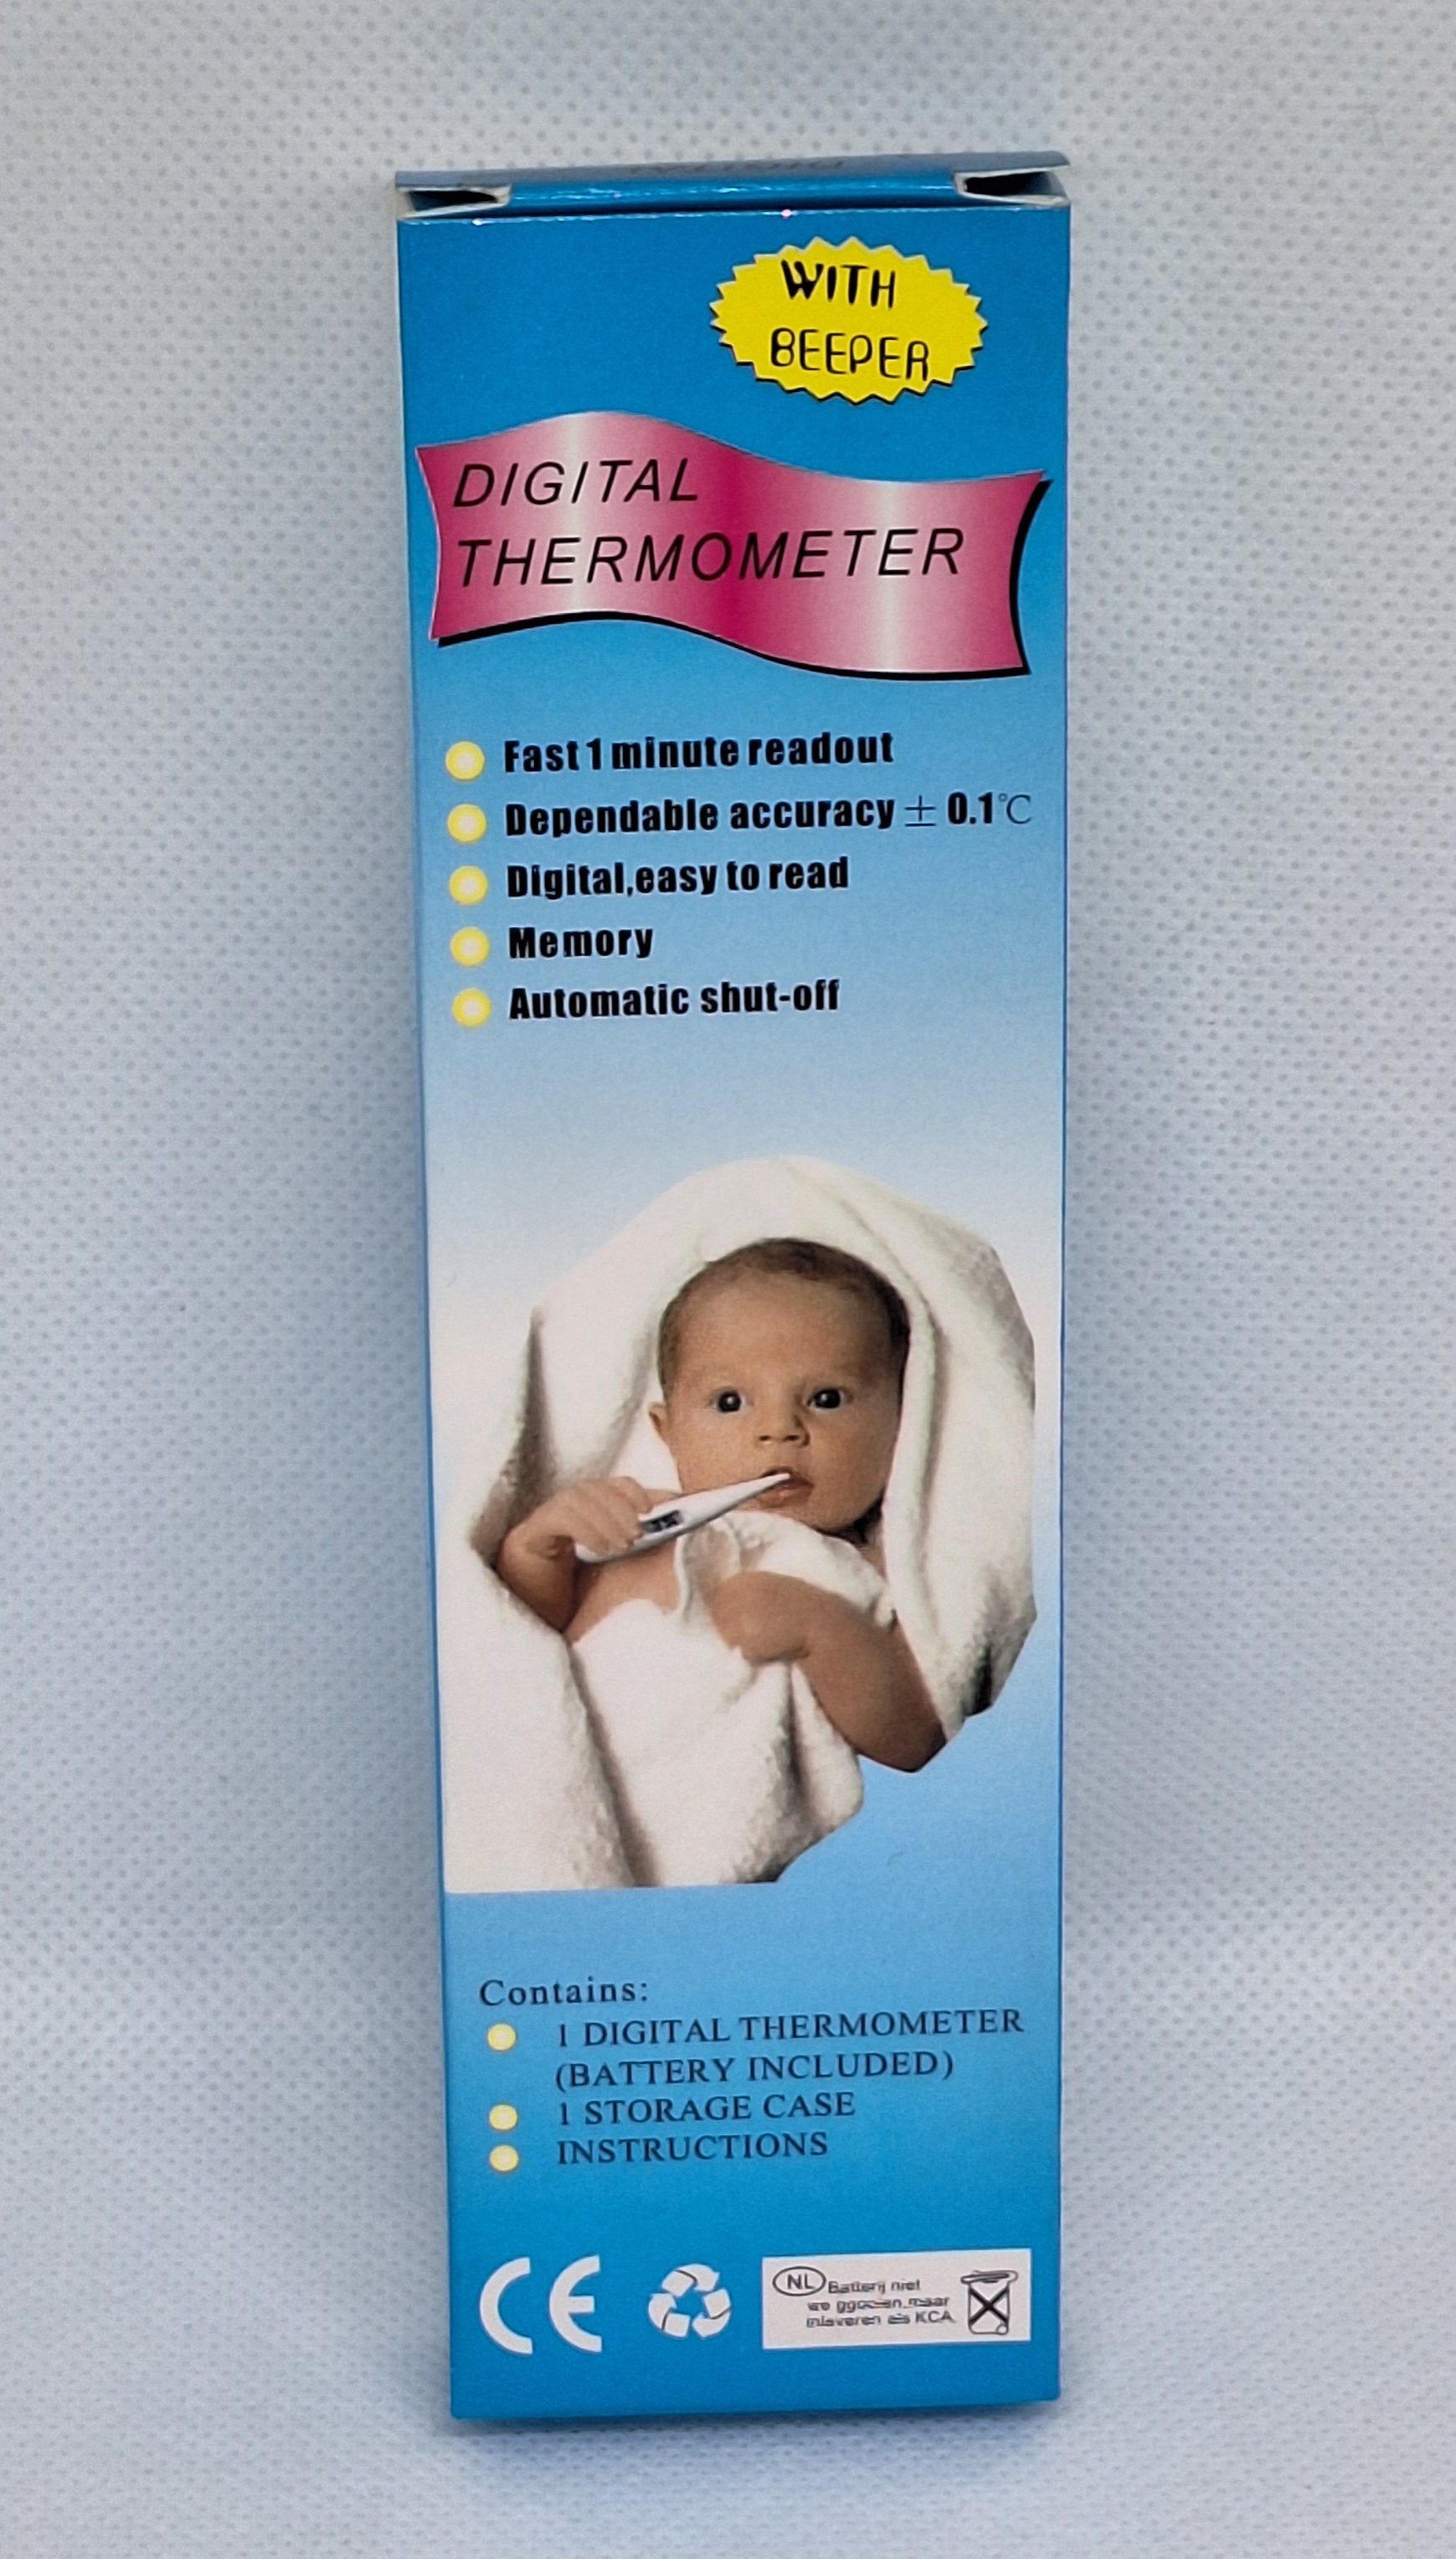 WITH
BEEPER
DIGITAL
THERMOMETER
Fast 1 minute readout
Dependable accuracy ± 0.1℃
Digital,easy to read
Memory
Automatic shut-off
Contains:
1 DIGITAL THERMOMETER
(BATTERY INCLUDED)
1 STORAGE CASE
INSTRUCTIONS
CE
NL Batterij niet
maar
als KCA